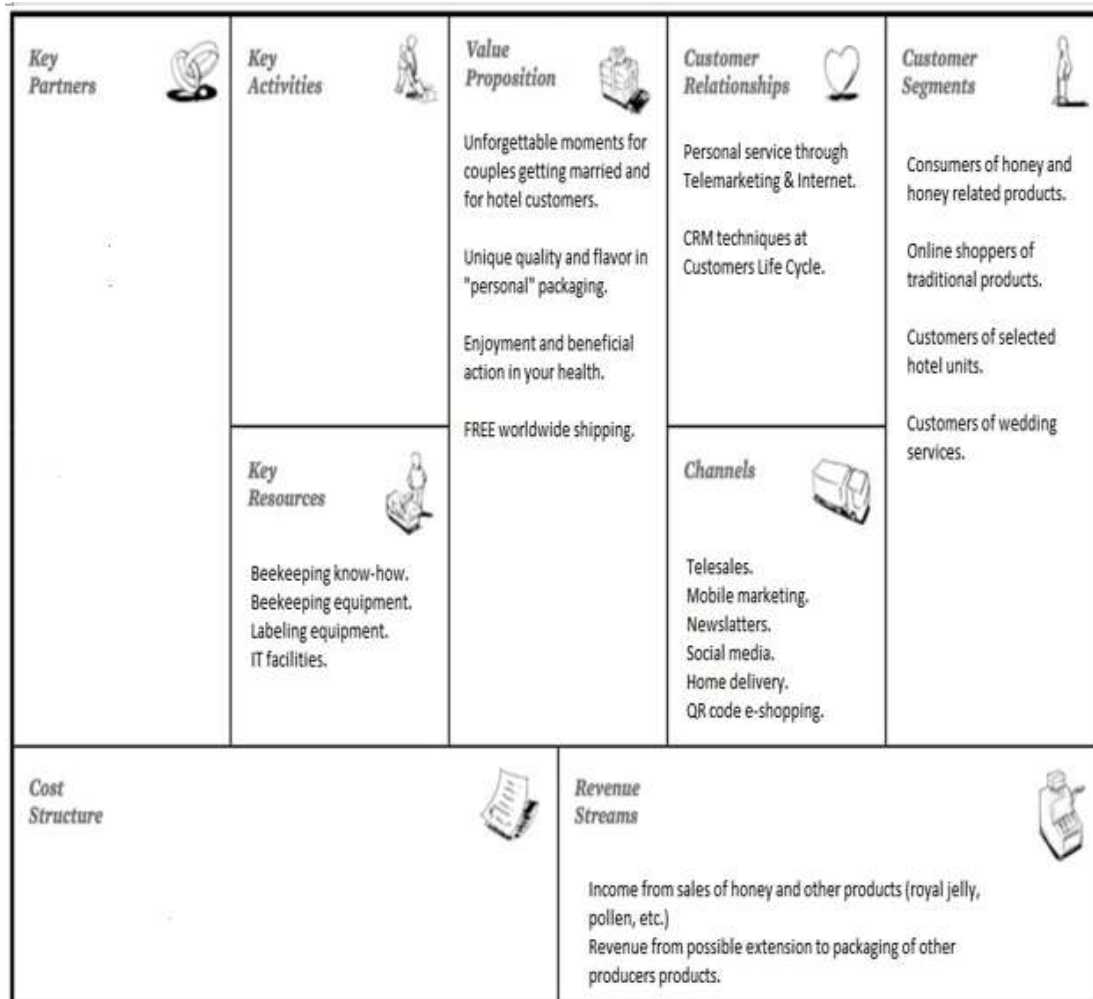 Key
Partners
Key
Activities
Value
Proposition
Unforgettable moments for
couples getting married and
for hotel customers.
Unique quality and flavor in
"personal" packaging.
Enjoyment and beneficial
action in your health.
FREE worldwide shipping.
Customer
Relationships
Personal service through
Telemarketing & Internet.
CRM techniques at
Customers Life Cycle.
Customer
Segments
Consumers of honey and
honey related products.
Online shoppers of
traditional products.
Customers of selected
hotel units.
Customers of wedding
services.
Key
Resources
Beekeeping know-how.
Beekeeping equipment.
Labeling equipment.
IT facilities.
Channels
Telesales.
Mobile marketing.
Newslatters.
Social media.
Home delivery.
QR code e-shopping.
Cost
Structure
Revenue
Streams
Income from sales of honey and other products (royal jelly,
pollen, etc.)
Revenue from possible extension to packaging of other
producers products.